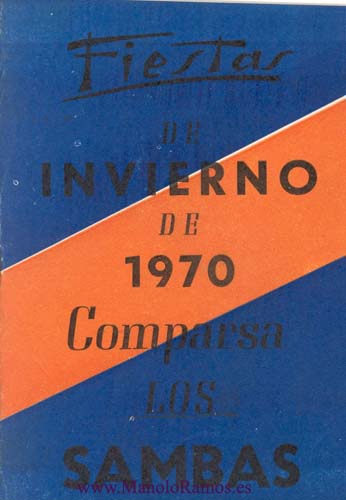 Fiestas
DE
INVIERNO
DE
1970
Comparsa
LOS
SAMBAS
www.ManoloRamos.es